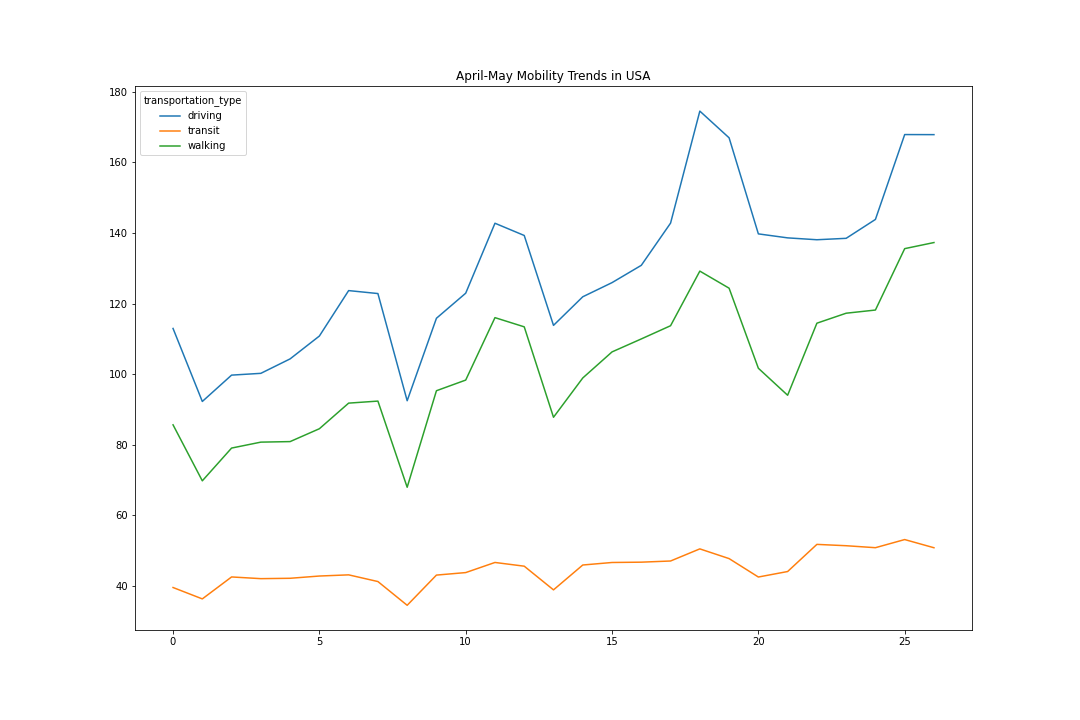 April-May Mobility Trends in USA
transportation_type
driving
transit
walking
180
160
140
120
100
80
60
40
0 5 10 15 20 25